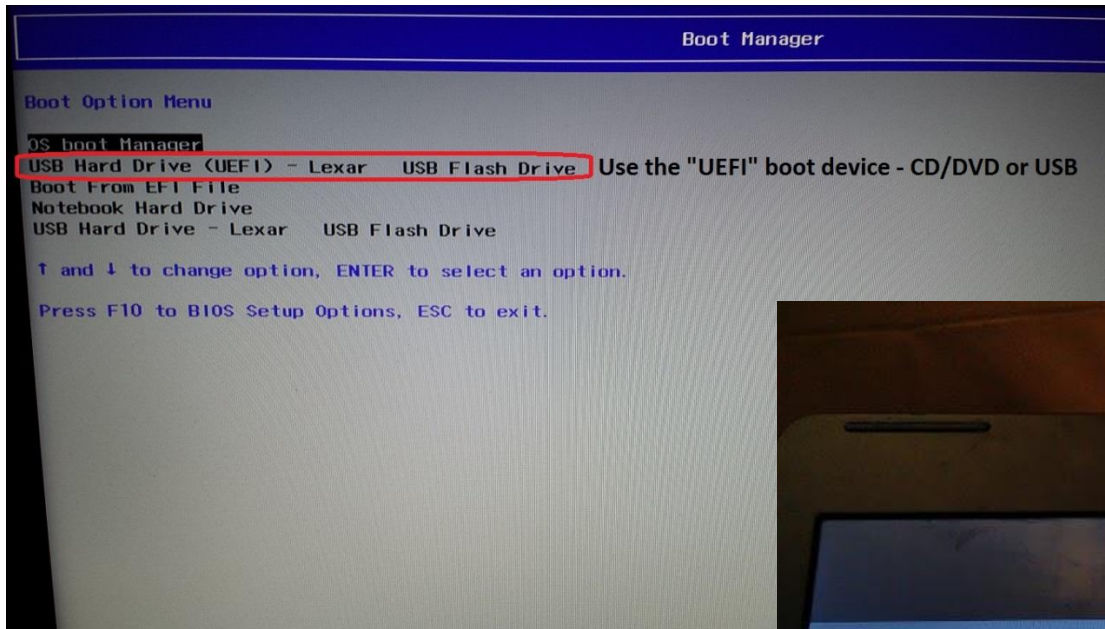 Boot Manager
Boot Option Menu
OS boot Manager
USB Hard Drive (UEFI) - Lexar USB Flash Drive Use the "UEFI" boot device - CD/DVD or USB
Boot From EFI File
Notebook Hard Drive
USB Hard Drive - Lexar USB Flash Drive
↑ and ↓ to change option, ENTER to select an option.
Press F10 to BIOS Setup Options, ESC to exit.